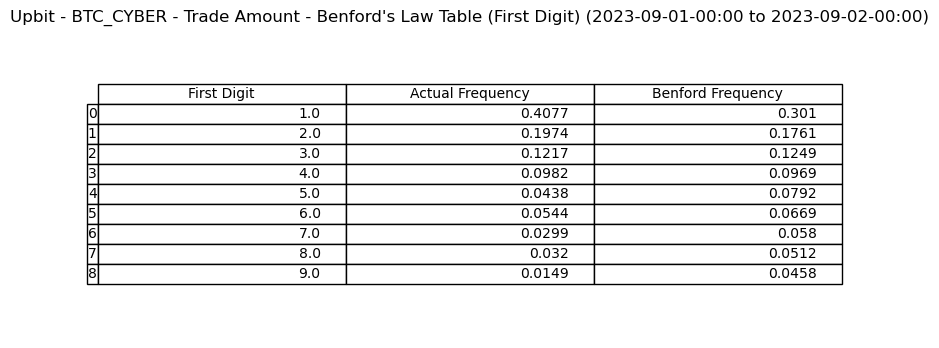 Upbit - BTC_CYBER - Trade Amount - Benford's Law Table (First Digit) (2023-09-01-00:00 to 2023-09-02-00:00)
First Digit Actual Frequency Benford Frequency
0 1.0 0.4077 0.301
1 2.0 0.1974 0.1761
2 3.0 0.1217 0.1249
3 4.0 0.0982 0.0969
4 5.0 0.0438 0.0792
5 6.0 0.0544 0.0669
6 7.0 0.0299 0.058
7 8.0 0.032 0.0512
8 9.0 0.0149 0.0458